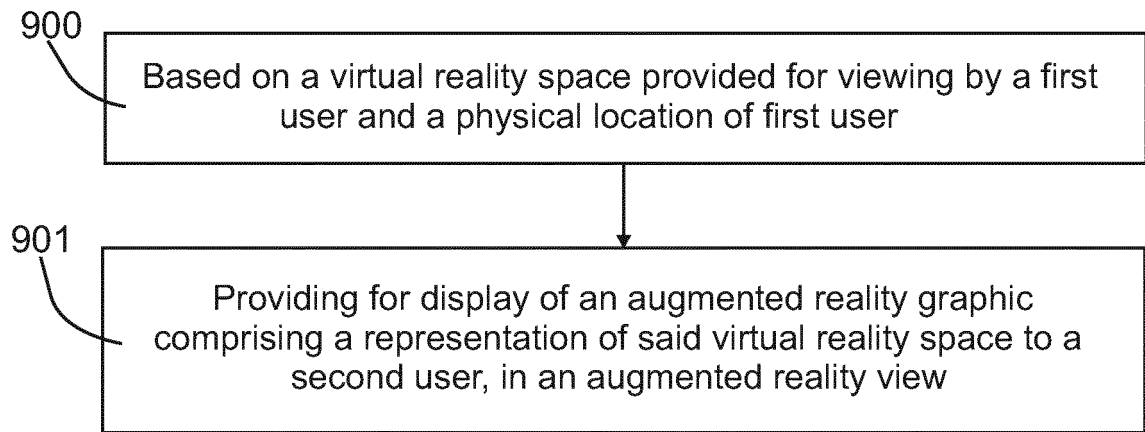 900
Based on a virtual reality space provided for viewing by a first
user and a physical location of first user
901
Providing for display of an augmented reality graphic
comprising a representation of said virtual reality space to a
second user, in an augmented reality view